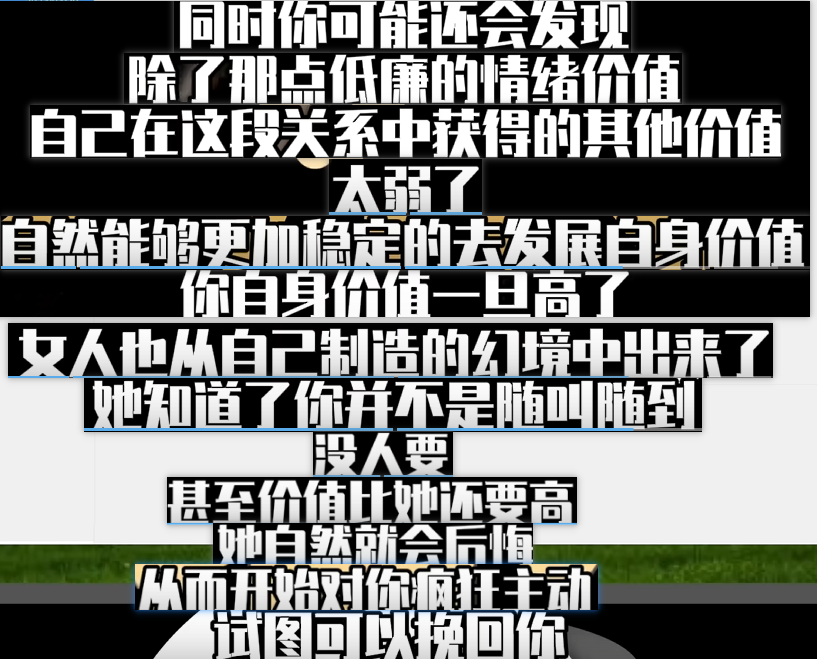 同时你可能还会发现
除了那点低廉的情绪价值
自己在这段关系中获得的其他价值
太弱了
自然能够更加稳定的去发展自身价值
你自身价值一旦高了
女人也从自己制造的幻境中出来了
她知道了你并不是随叫随到
没人要
甚至价值比她还要高
她自然就会后悔
从而开始对你疯狂主动
试图可以挽回你